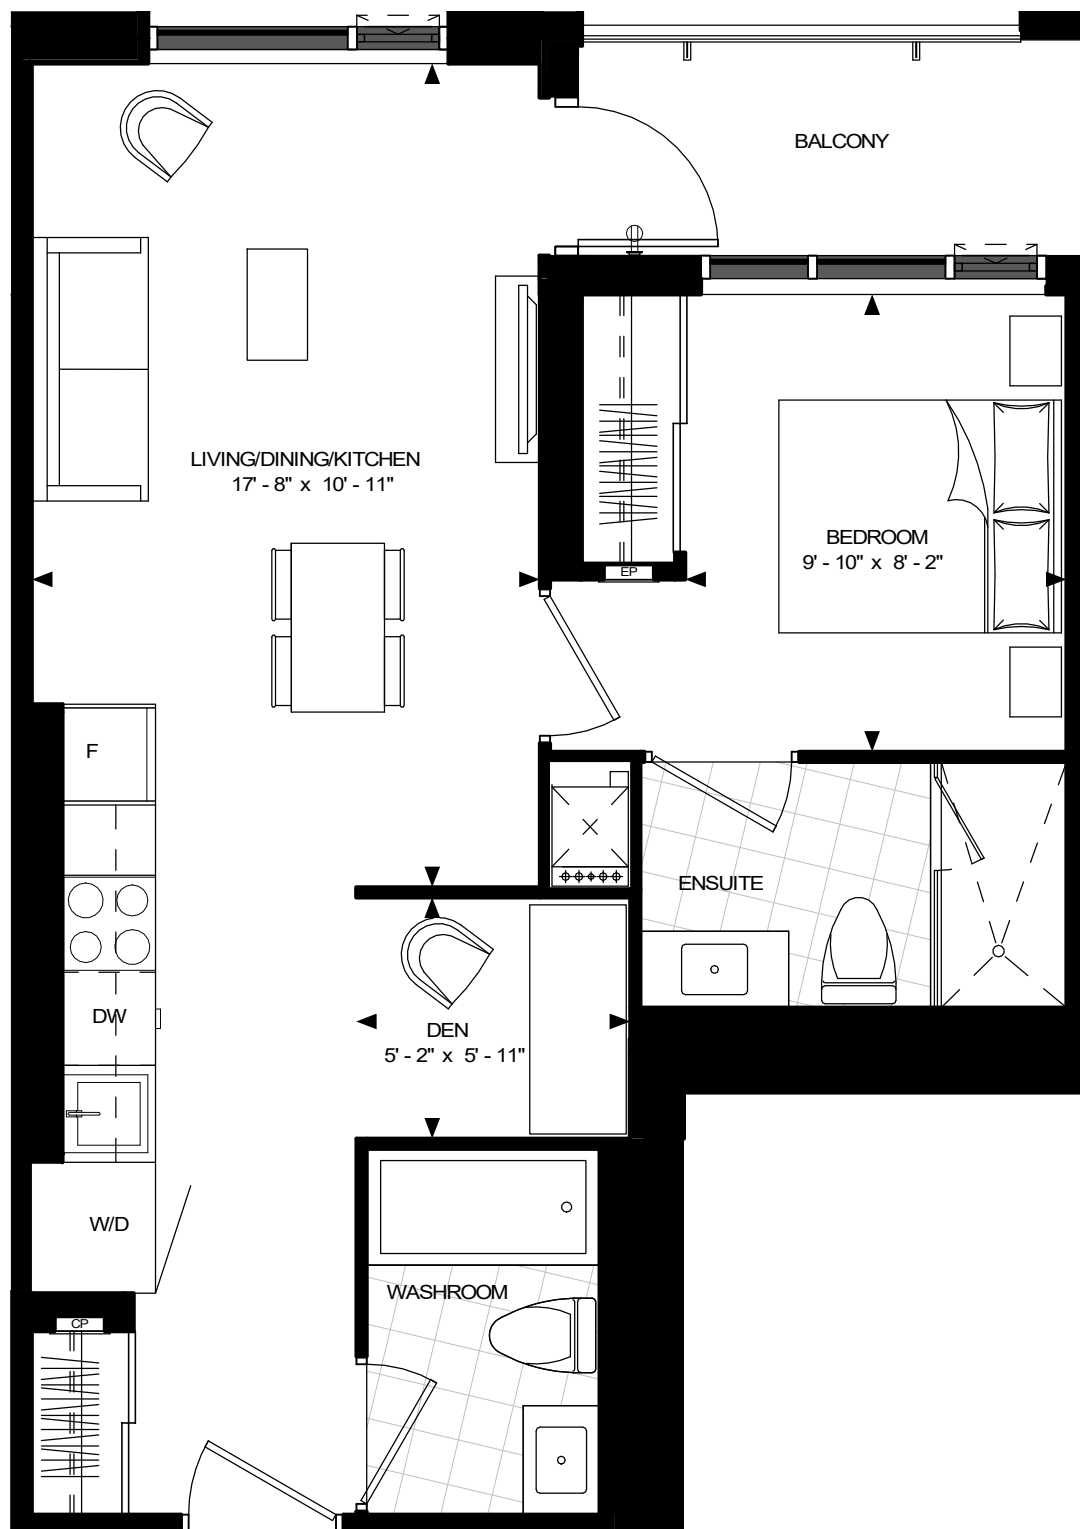 BALCONY
LIVING/DINING/KITCHEN
17' - 8" x 10' - 11"
BEDROOM
9' - 10" x 8' - 2"
EP
F
ENSUITE
DW
DEN
5' - 2" x 5' - 11"
W/D
WASHROOM
CP